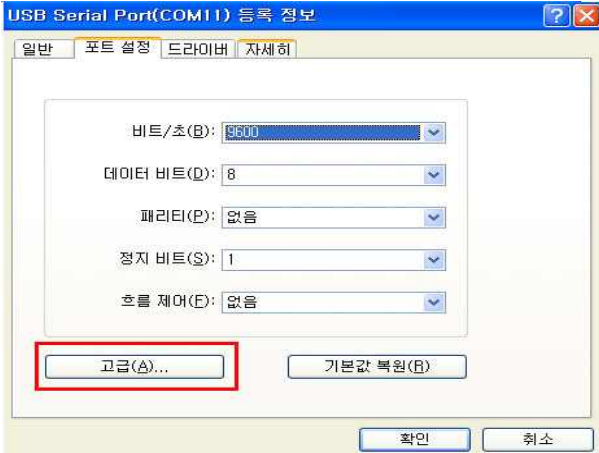 USB Serial Port(COM11) 등록 정보
일반 포트 설정 드라이버 자세히
비트/초(B): 9600
데이터 비트(D): 8
패리티(P): 없음
정지 비트(S): 1
흐름 제어(F): 없음
고급(A)... 기본값 복원(R)
확인 취소